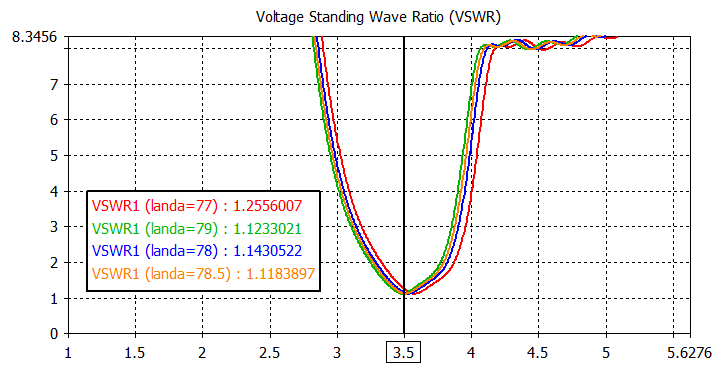 Voltage Standing Wave Ratio (VSWR)
8.3456
7
6
5
4
3
2
1
0
VSWR1 (landa=77) : 1.2556007
VSWR1 (landa=79) : 1.1233021
VSWR1 (landa=78) : 1.1430522
VSWR1 (landa=78.5) : 1.1183897
1 1.5 2 2.5 3 3.5 4 4.5 5 5.6276